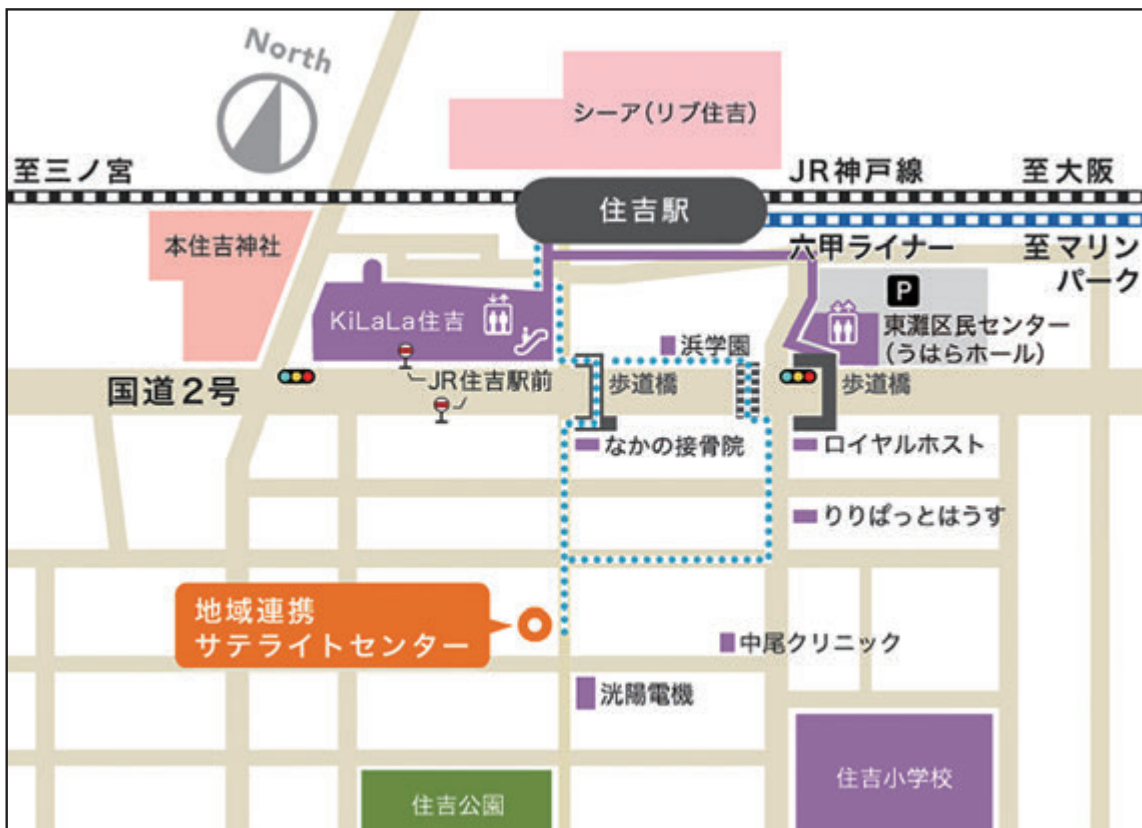 North
シーア(リブ住吉)
至三ノ宮
JR神戸線
至大阪
住吉駅
本住吉神社
六甲ライナー
至マリン
パーク
P
KiLaLa住吉
浜学園
東灘区民センター
(うはらホール)
国道2号
JR住吉駅前
歩道橋
歩道橋
なかの接骨院
ロイヤルホスト
りりぱっとはうす
地域連携
サテライトセンター
中尾クリニック
洸陽電機
住吉公園
住吉小学校